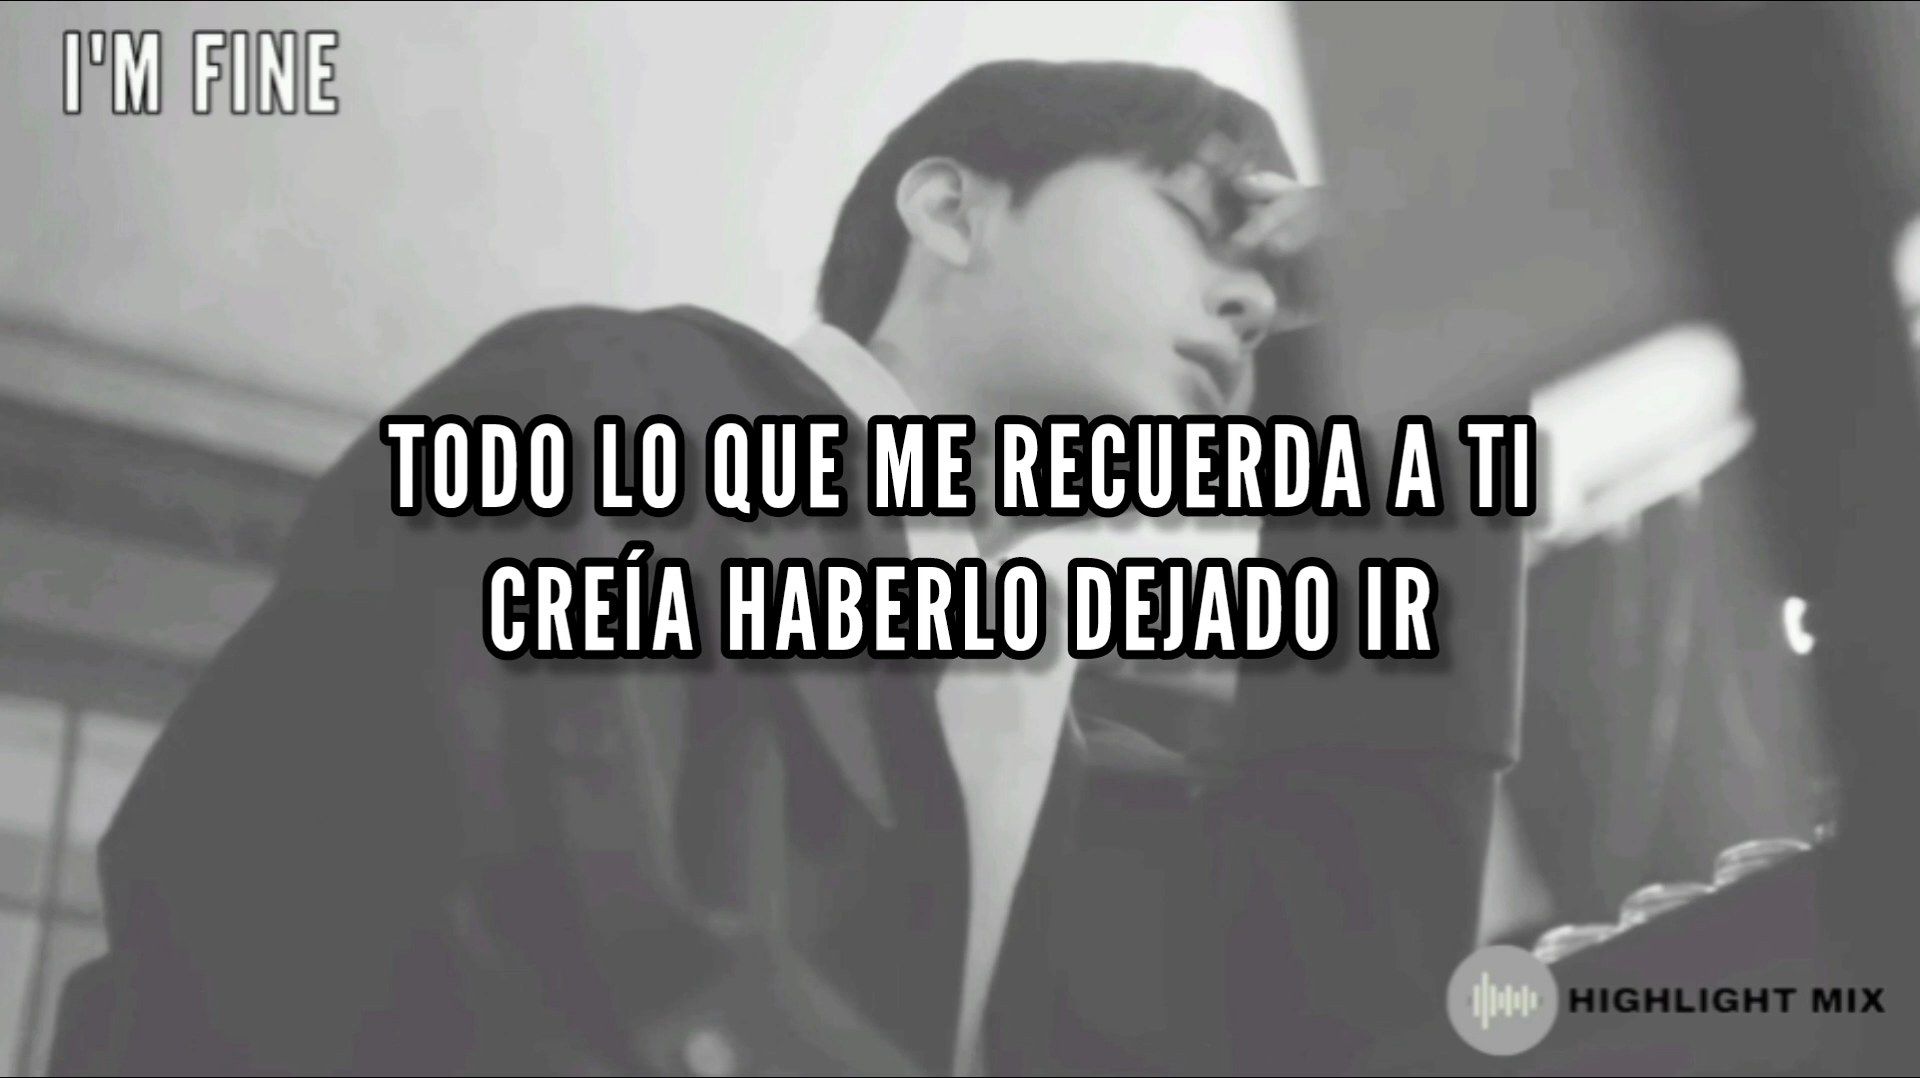 I'M FINE
TODO LO QUE ME RECUERDA A TI
CREÍA HABERLO DEJADO IR
HIGHLIGHT MIX